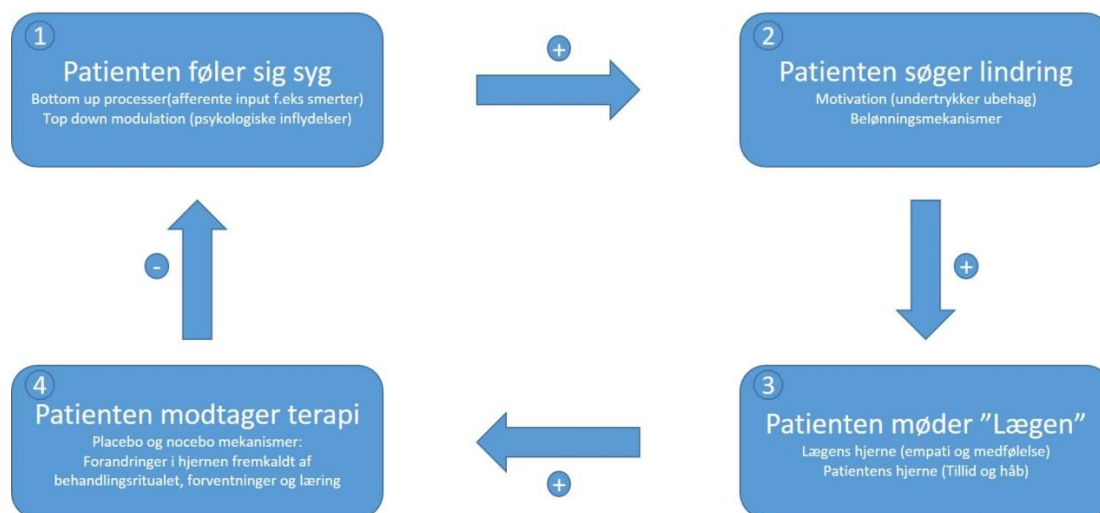 1
Patienten føler sig syg
Bottom up processer(afferente input f.eks smerter)
Top down modulation (psykologiske inflydelser)
+
2
Patienten søger lindring
Motivation (undertrykker ubehag)
Belønningsmekanismer
-
+
4
Patienten modtager terapi
Placebo og nocebo mekanismer:
Forandringer i hjernen fremkaldt af
behandlingsritualet, forventninger og læring
+
3
Patienten møder ”Lægen”
Lægens hjerne (empati og medfølelse)
Patientens hjerne (Tillid og håb)